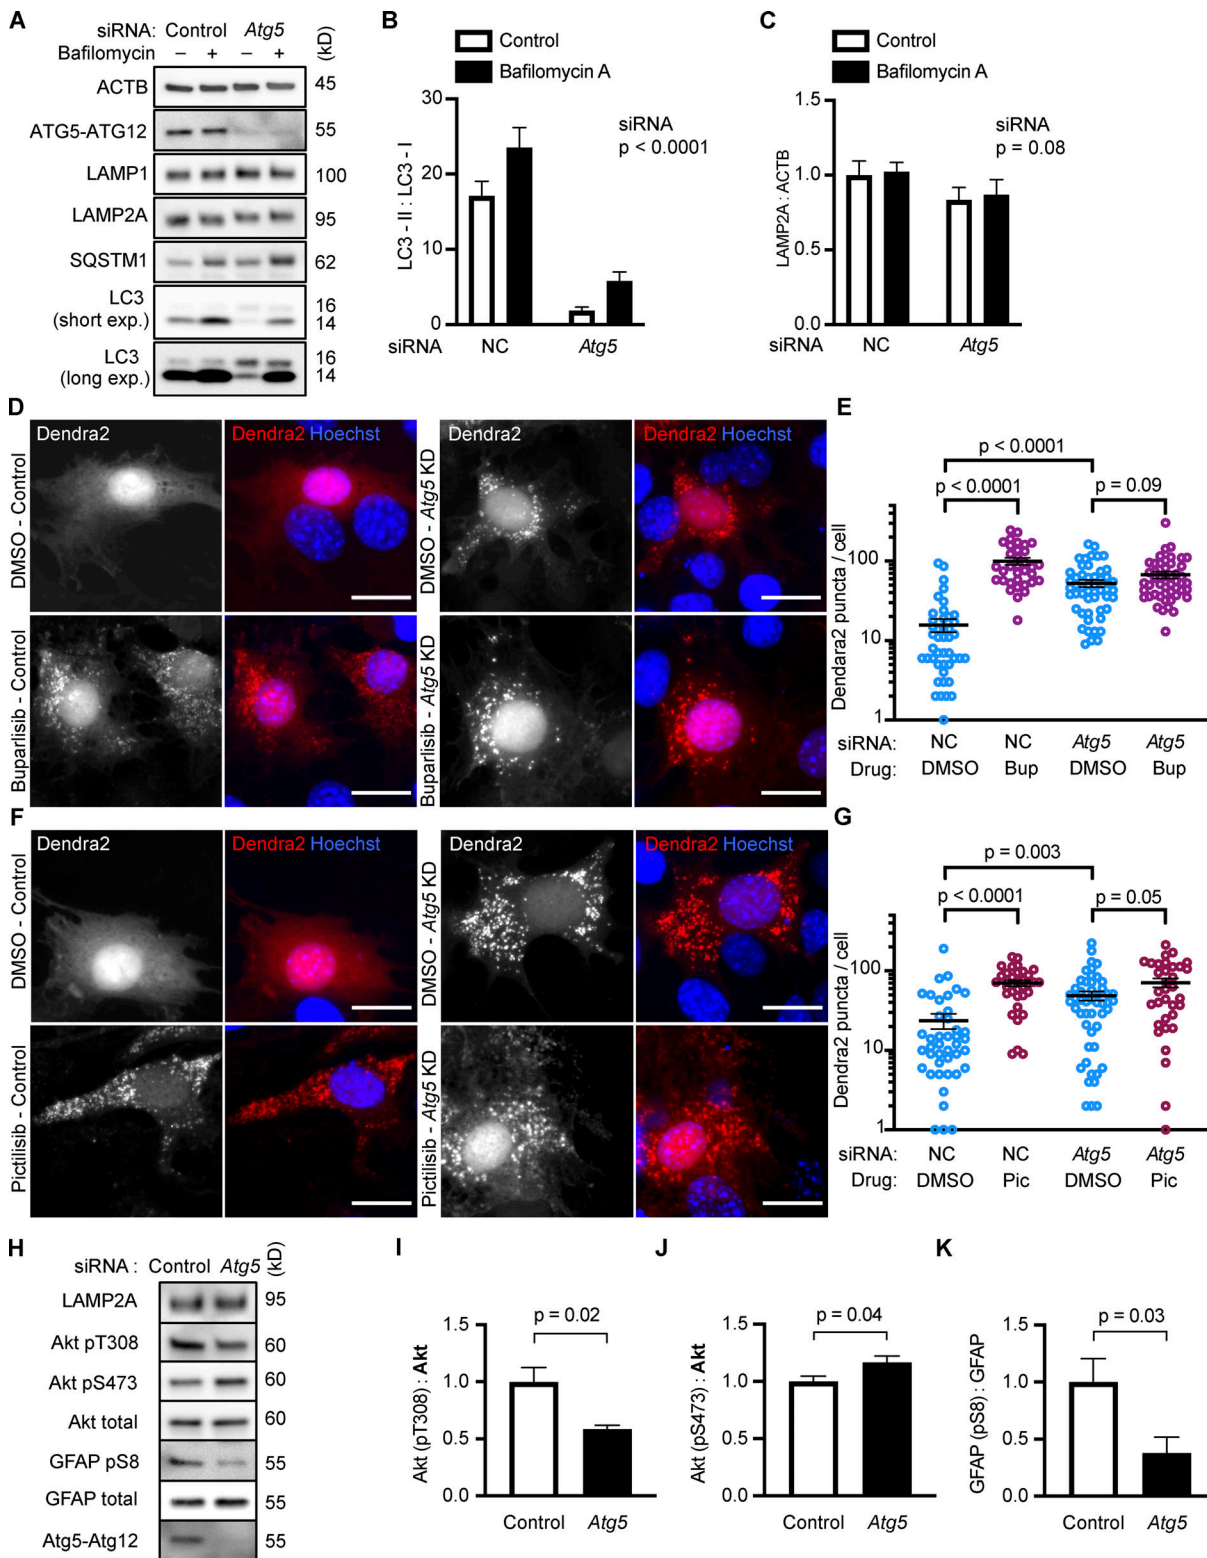 A
siRNA: Control Atg5
Bafilomycin – + – + (kD)
ACTB 45
ATG5-ATG12 55
LAMP1 100
LAMP2A 95
SQSTM1 62
LC3 16
(short exp.) 14
LC3 16
(long exp.) 14
B
Control
Bafilomycin A
30
20
10
0
LC3 - II : LC3 - I
siRNA
p < 0.0001
siRNA NC Atg5
C
Control
Bafilomycin A
1.5
1.0
0.5
0.0
LAMP2A : ACTB
siRNA
p = 0.08
siRNA NC Atg5
D
DMSO - Control
Dendra2
Dendra2 Hoechst
DMSO - Atg5 KD
Dendra2
Dendra2 Hoechst
Buparlisib - Control
Buparlisib - Atg5 KD
E
p < 0.0001
p < 0.0001
p = 0.09
Dendara2 puncta / cell
100
10
1
siRNA: NC NC Atg5 Atg5
Drug: DMSO Bup DMSO Bup
F
DMSO - Control
Dendra2
Dendra2 Hoechst
DMSO - Atg5 KD
Dendra2
Dendra2 Hoechst
Pictilisib - Control
Pictilisib - Atg5 KD
G
p = 0.003
p < 0.0001
p = 0.05
Dendra2 puncta / cell
100
10
1
siRNA: NC NC Atg5 Atg5
Drug: DMSO Pic DMSO Pic
H
siRNA : Control Atg5 (kD)
LAMP2A 95
Akt pT308 60
Akt pS473 60
Akt total 60
GFAP pS8 55
GFAP total 55
Atg5-Atg12 55
I
p = 0.02
1.5
1.0
0.5
0.0
Akt (pT308) : Akt
Control Atg5
J
p = 0.04
1.5
1.0
0.5
0.0
Akt (pS473) : Akt
Control Atg5
K
p = 0.03
1.5
1.0
0.5
0.0
GFAP (pS8) : GFAP
Control Atg5